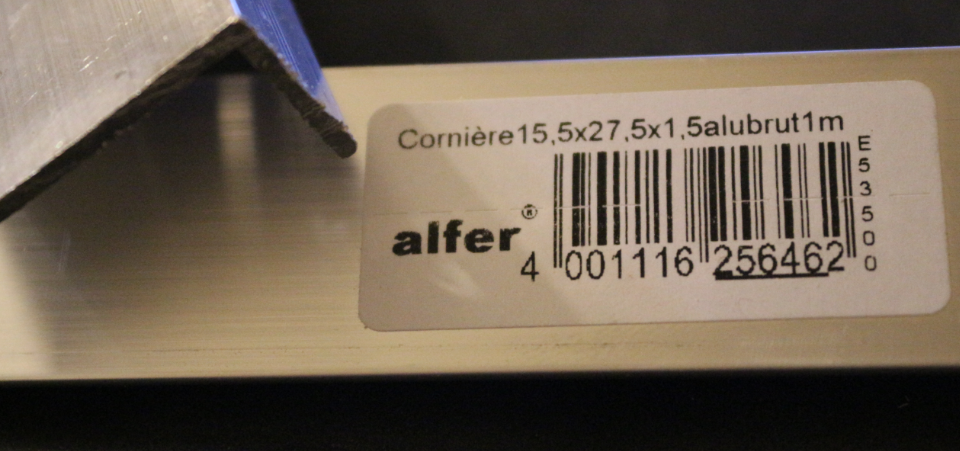 Cornière15,5x27,5x1,5alubrut1m
alfer®
4 001116 256462
E53500